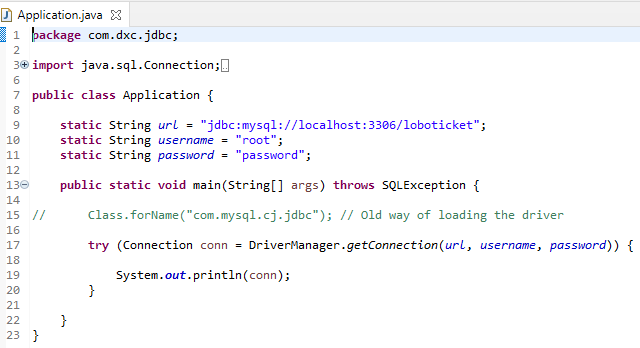 Application.java
1 package com.dxc.jdbc;
2
3 import java.sql.Connection;
6
7 public class Application {
8
9 static String url = "jdbc:mysql://localhost:3306/loboticket";
10 static String username = "root";
11 static String password = "password";
12
13 public static void main(String[] args) throws SQLException {
14
15 // Class.forName("com.mysql.cj.jdbc"); // Old way of loading the driver
16
17 try (Connection conn = DriverManager.getConnection(url, username, password)) {
18
19 System.out.println(conn);
20 }
21
22 }
23 }